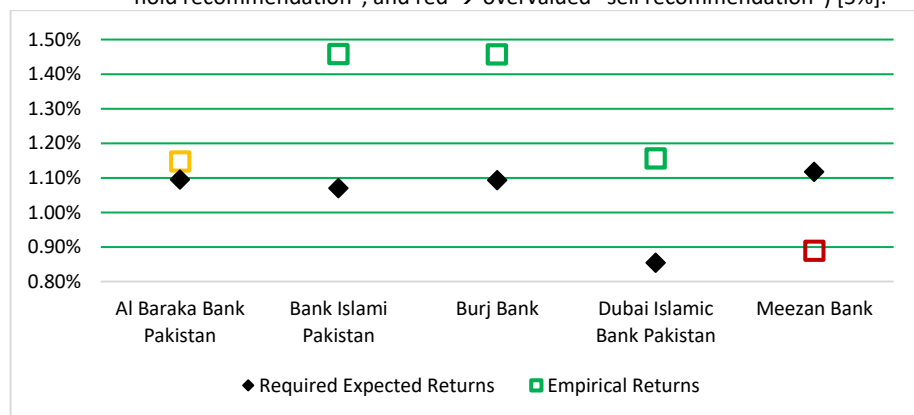 hold recommendation", and red → overvalued "sell recommendation") [5%].
1.50%
1.40%
1.30%
1.20%
1.10%
1.00%
0.90%
0.80%
Al Baraka Bank Pakistan
Bank Islami Pakistan
Burj Bank
Dubai Islamic Bank Pakistan
Meezan Bank
Required Expected Returns
Empirical Returns